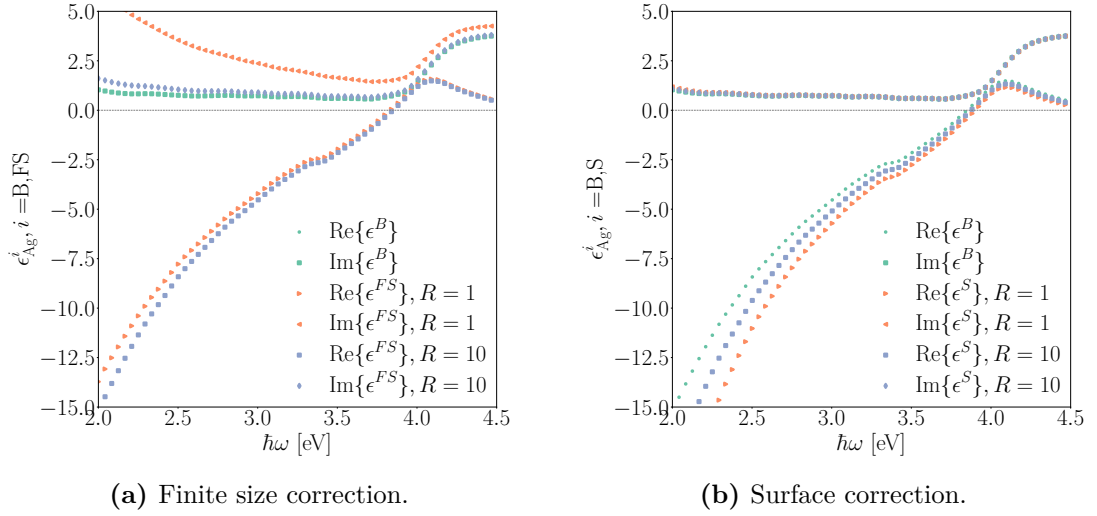 5.0
2.5
0.0
−2.5
−5.0
−7.5
−10.0
−12.5
−15.0
ϵ^i_Ag, i =B,FS
Re{ϵ^B}
Im{ϵ^B}
Re{ϵ^FS}, R = 1
Im{ϵ^FS}, R = 1
Re{ϵ^FS}, R = 10
Im{ϵ^FS}, R = 10
2.0 2.5 3.0 3.5 4.0 4.5
ℏω [eV]
(a) Finite size correction.
5.0
2.5
0.0
−2.5
−5.0
−7.5
−10.0
−12.5
−15.0
ϵ^i_Ag, i =B,S
Re{ϵ^B}
Im{ϵ^B}
Re{ϵ^S}, R = 1
Im{ϵ^S}, R = 1
Re{ϵ^S}, R = 10
Im{ϵ^S}, R = 10
2.0 2.5 3.0 3.5 4.0 4.5
ℏω [eV]
(b) Surface correction.